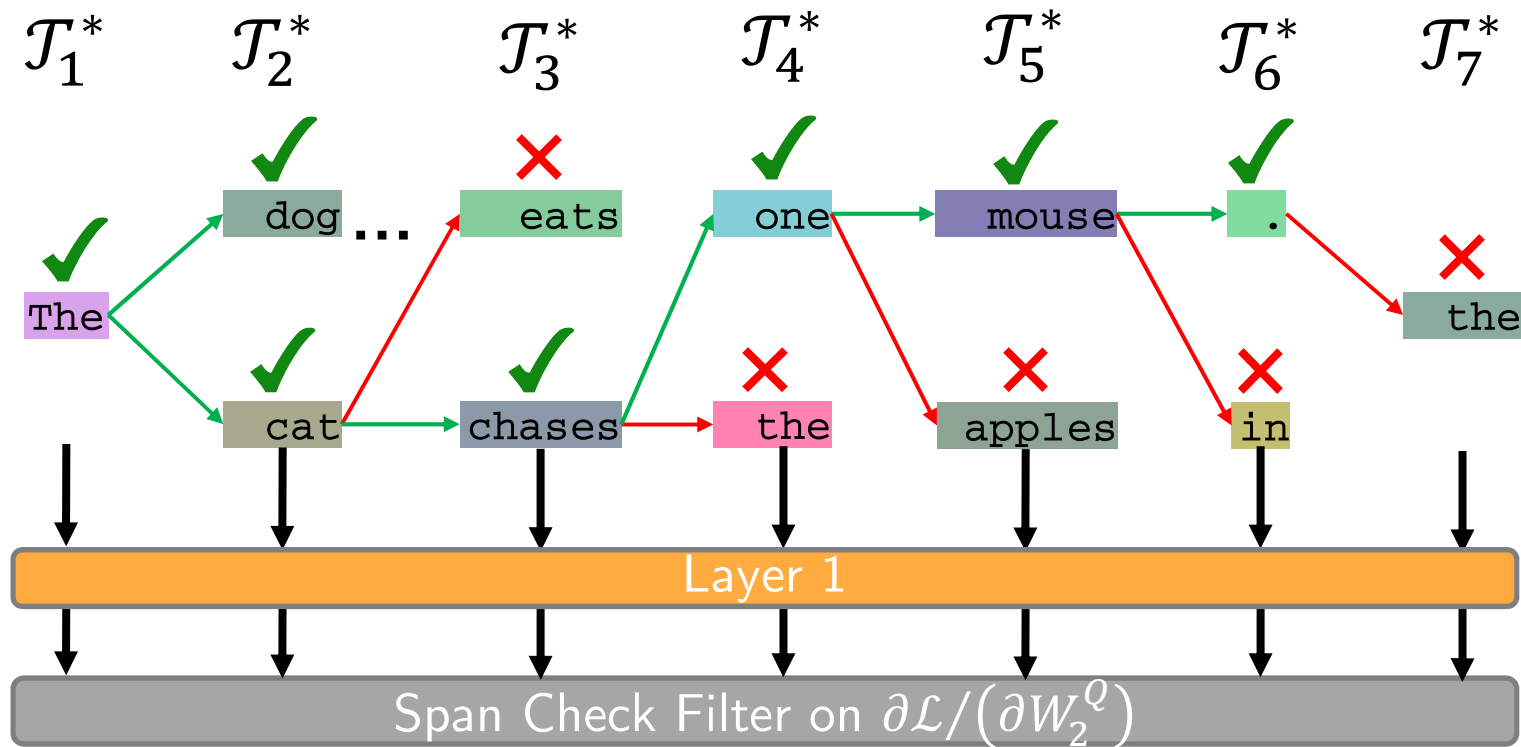 𝒯₁* 𝒯₂* 𝒯₃* 𝒯₄* 𝒯₅* 𝒯₆* 𝒯₇*
dog ... eats one mouse .
The the
cat chases the apples in
Layer 1
Span Check Filter on ∂ℒ/(∂W₂^Q)